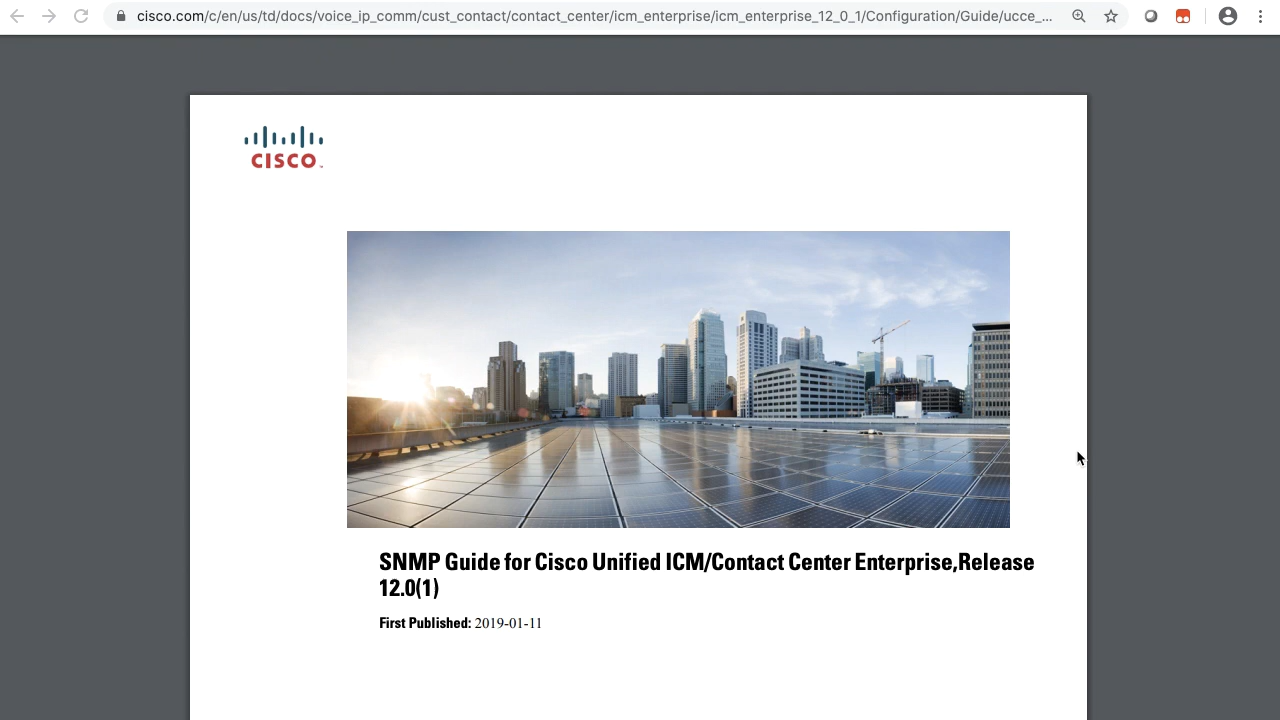 cisco.com/c/en/us/td/docs/voice_ip_comm/cust_contact/contact_center/icm_enterprise/icm_enterprise_12_0_1/Configuration/Guide/ucce_...
CISCO
SNMP Guide for Cisco Unified ICM/Contact Center Enterprise,Release
12.0(1)
First Published: 2019-01-11